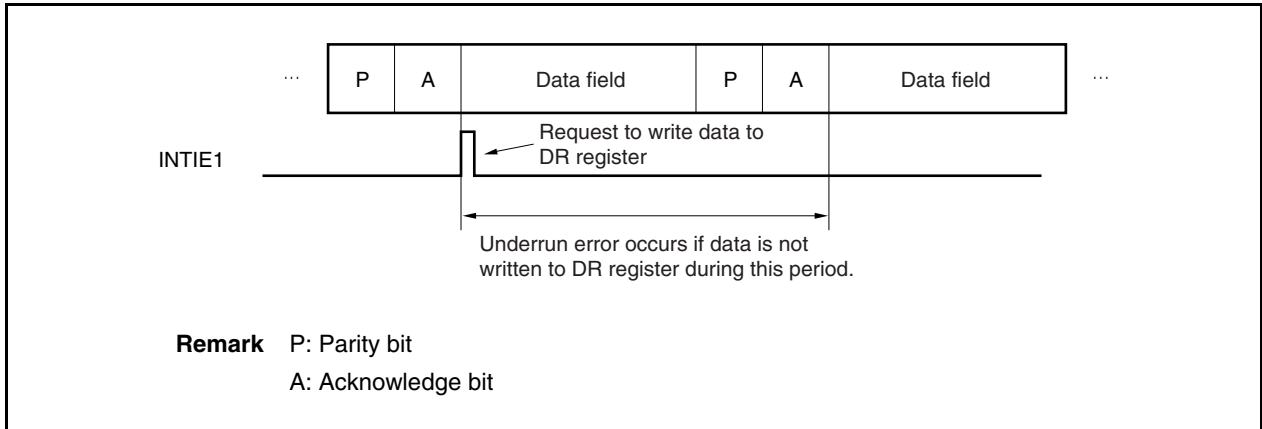 ... P A Data field P A Data field ...
Request to write data to
DR register
INTIE1
Underrun error occurs if data is not
written to DR register during this period.
Remark P: Parity bit
A: Acknowledge bit